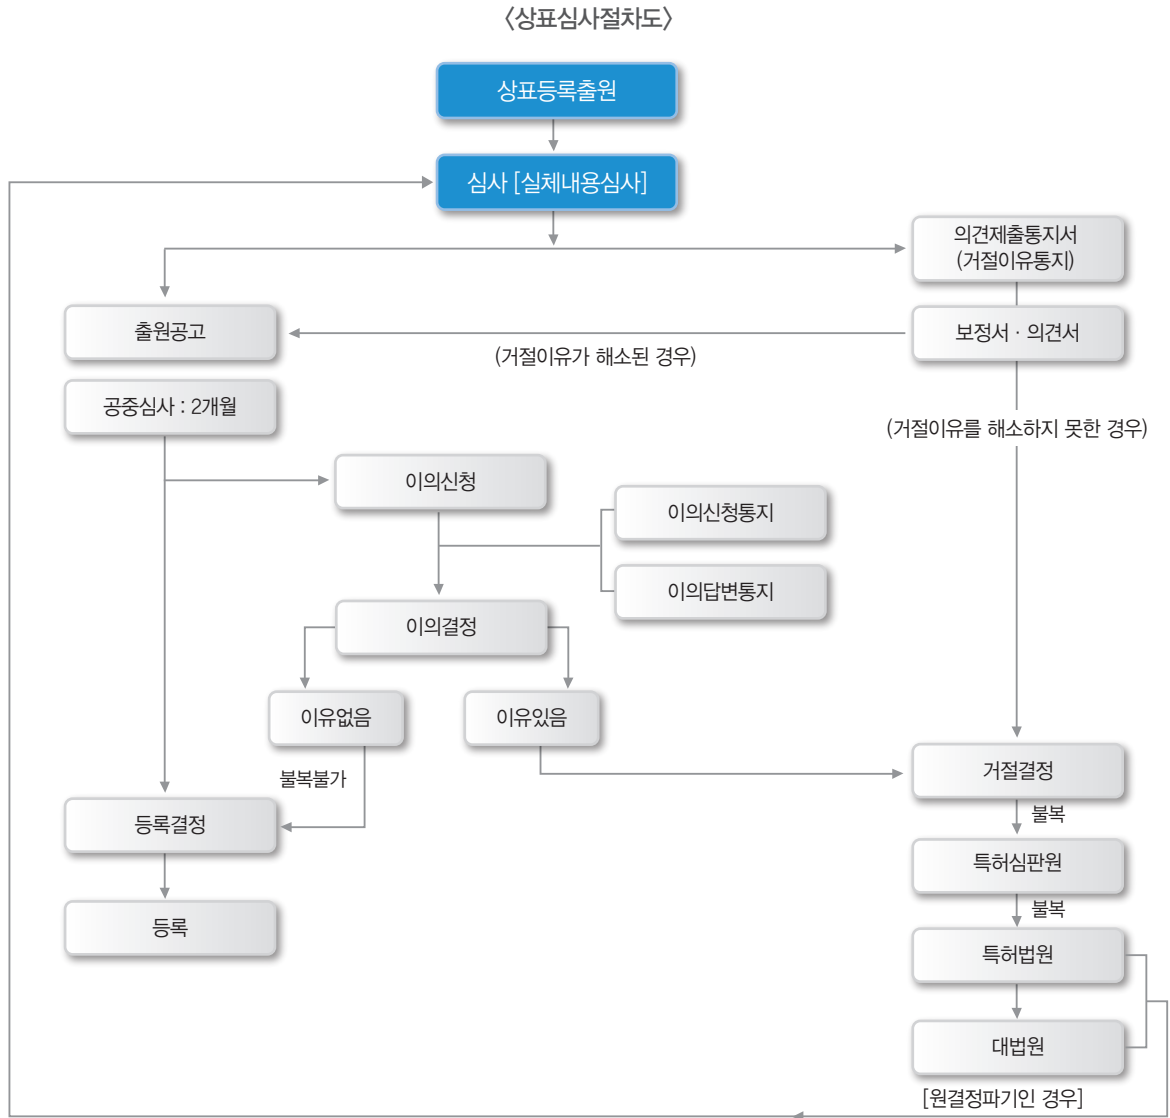 〈상표심사절차도〉
상표등록출원
심사 [실체내용심사]
의견제출통지서
(거절이유통지)
출원공고
보정서 · 의견서
(거절이유가 해소된 경우)
공중심사 : 2개월
(거절이유를 해소하지 못한 경우)
이의신청
이의신청통지
이의답변통지
이의결정
이유없음
이유있음
불복불가
거절결정
불복
등록결정
특허심판원
불복
등록
특허법원
대법원
[원결정파기인 경우]